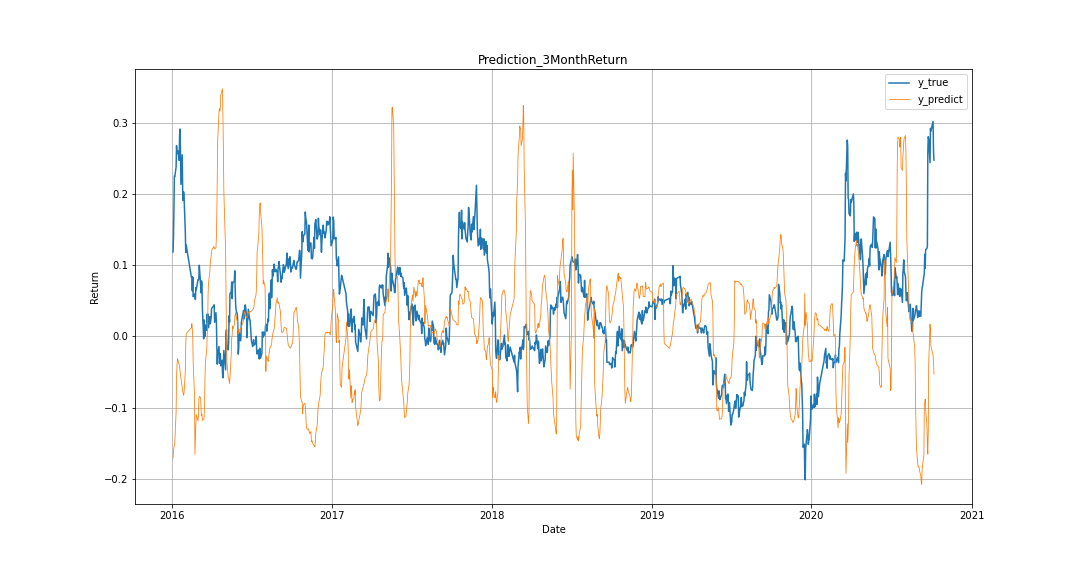 Prediction_3MonthReturn
y_true
y_predict
0.3
0.2
0.1
0.0
−0.1
−0.2
Return
2016 2017 2018 2019 2020 2021
Date